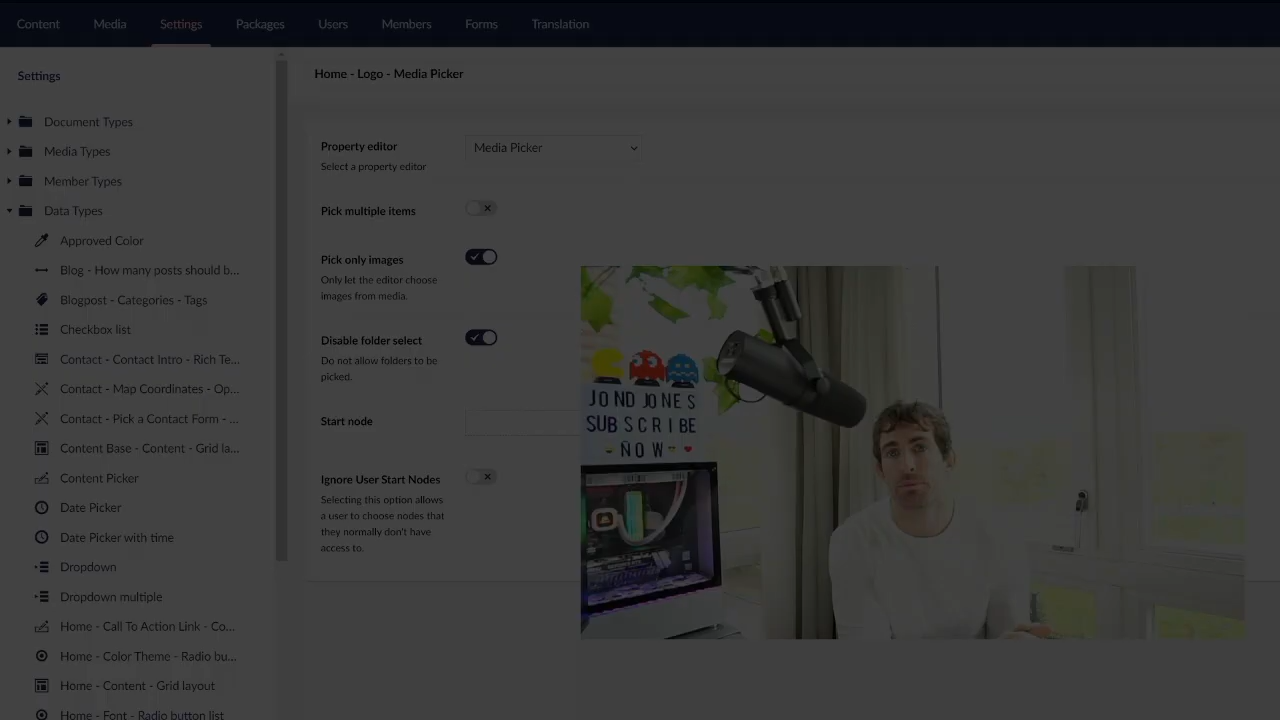 Content Media Settings Packages Users Members Forms Translation
Settings
Document Types
Media Types
Member Types
Data Types
Approved Color
Blog - How many posts should b...
Blogpost - Categories - Tags
Checkbox list
Contact - Contact Intro - Rich Te...
Contact - Map Coordinates - Op...
Contact - Pick a Contact Form - ...
Content Base - Content - Grid la...
Content Picker
Date Picker
Date Picker with time
Dropdown
Dropdown multiple
Home - Call To Action Link - Co...
Home - Color Theme - Radio bu...
Home - Content - Grid layout
Home - Font - Radio button list
Home - Logo - Media Picker
Property editor
Select a property editor
Media Picker
Pick multiple items
Pick only images
Only let the editor choose
images from media.
Disable folder select
Do not allow folders to be
picked.
Start node
Ignore User Start Nodes
Selecting this option allows
a user to choose nodes that
they normally don't have
access to.
JOND JONES
SUBSCRIBE
NOW